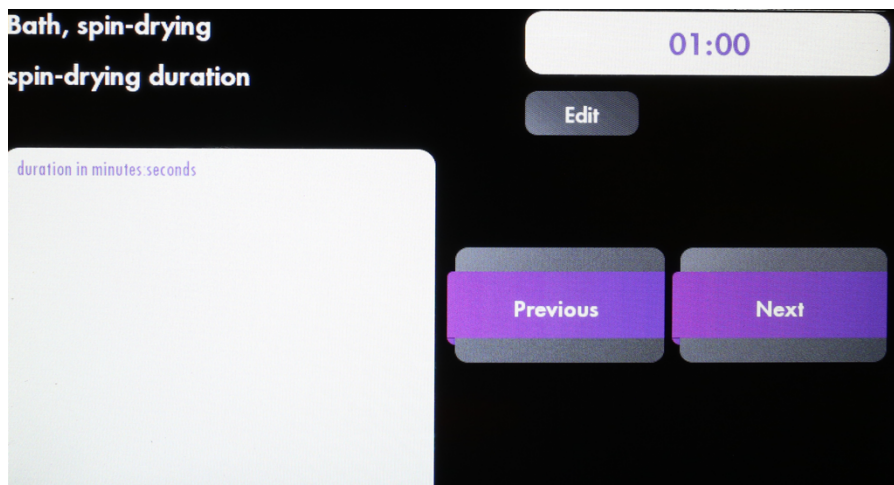 Bath, spin-drying
01:00
spin-drying duration
Edit
duration in minutes:seconds
Previous
Next